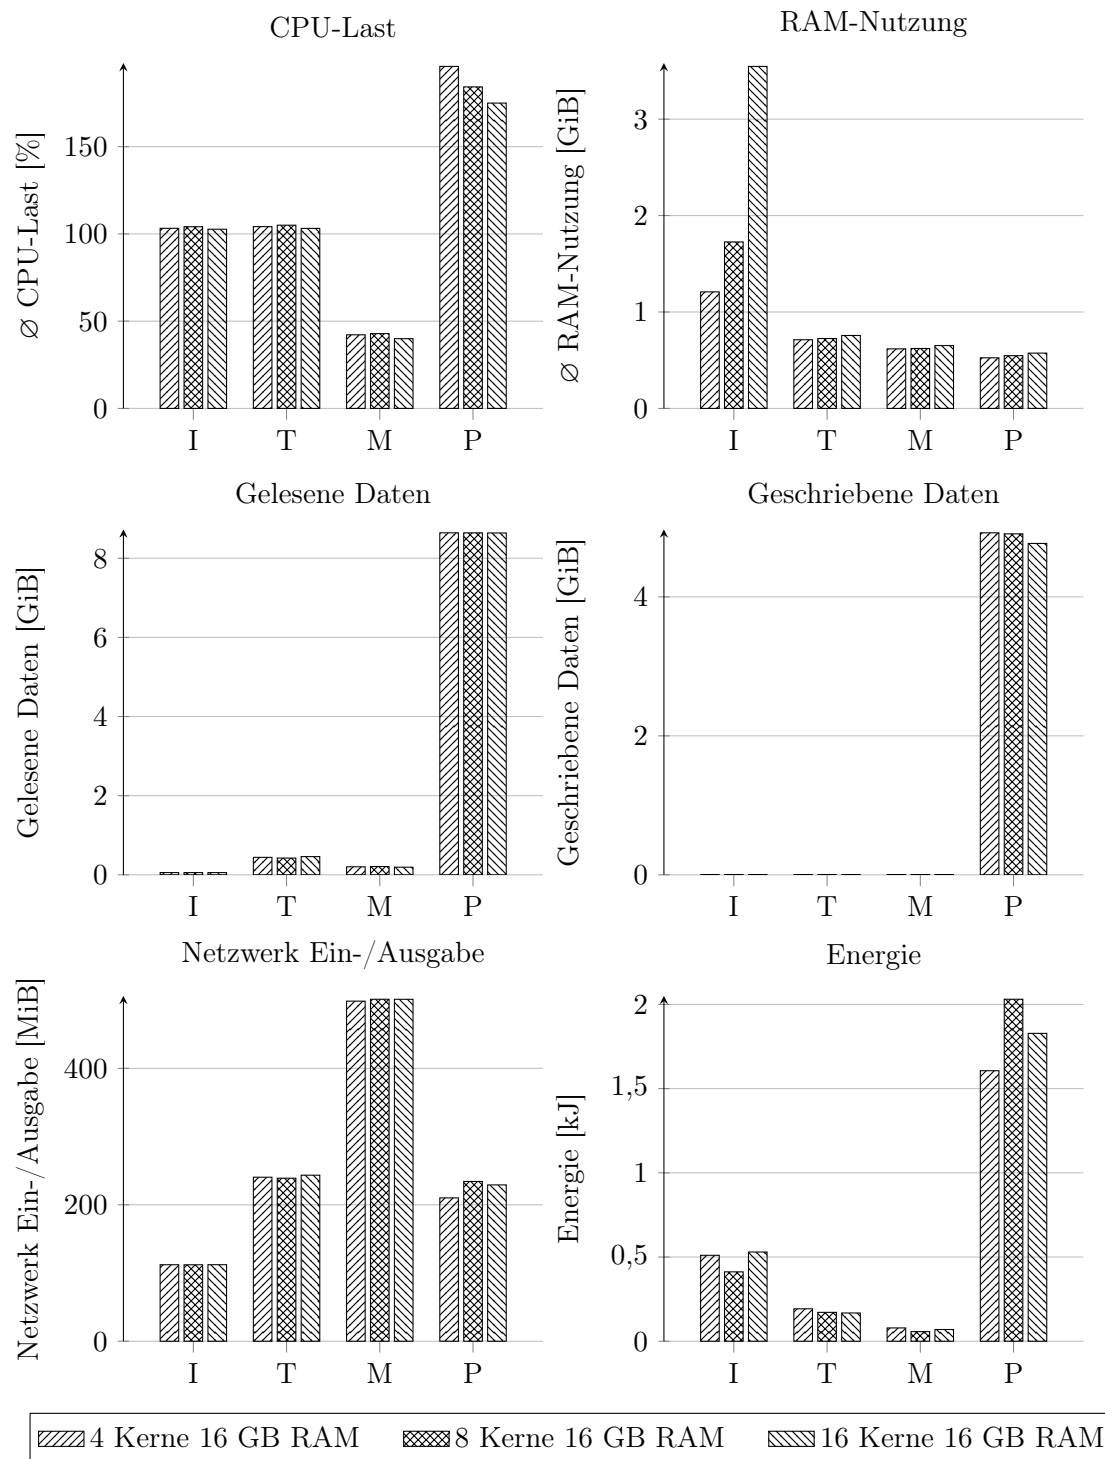 CPU-Last
Ø CPU-Last [%]
150
100
50
0
I T M P
RAM-Nutzung
Ø RAM-Nutzung [GiB]
3
2
1
0
I T M P
Gelesene Daten
Gelesene Daten [GiB]
8
6
4
2
0
I T M P
Geschriebene Daten
Geschriebene Daten [GiB]
4
2
0
I T M P
Netzwerk Ein-/Ausgabe
Netzwerk Ein-/Ausgabe [MiB]
400
200
0
I T M P
Energie
Energie [kJ]
2
1,5
1
0,5
0
I T M P
4 Kerne 16 GB RAM 8 Kerne 16 GB RAM 16 Kerne 16 GB RAM